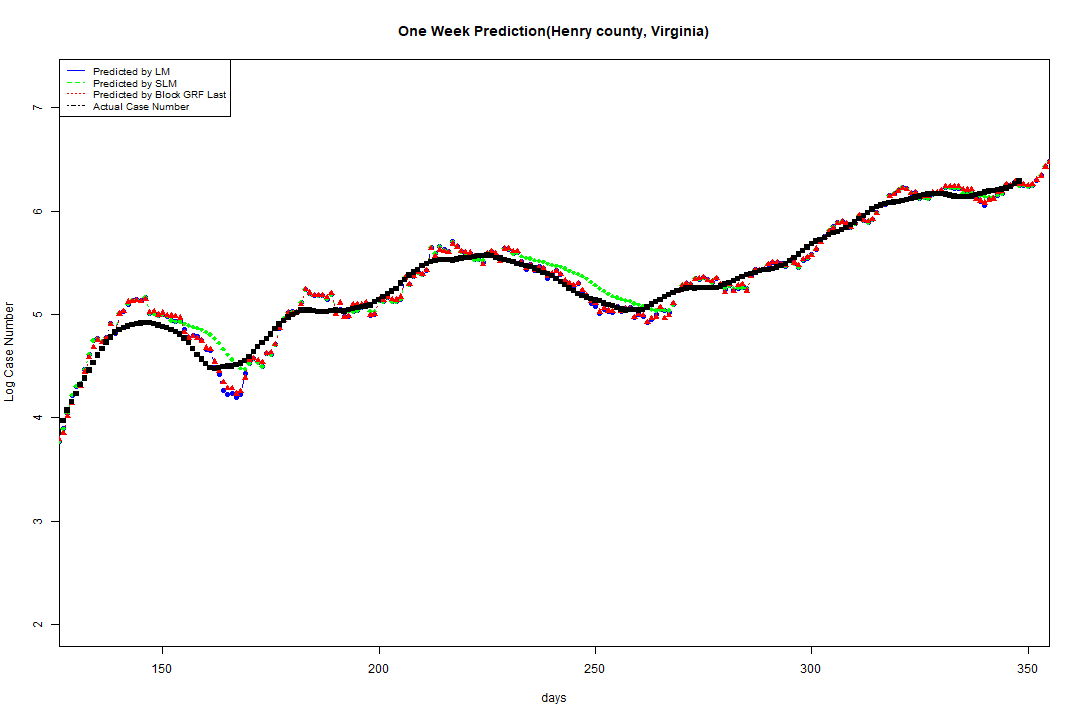 One Week Prediction(Henry county, Virginia)
Predicted by LM
Predicted by SLM
Predicted by Block GRF Last
Actual Case Number
7
6
5
4
3
2
Log Case Number
150 200 250 300 350
days